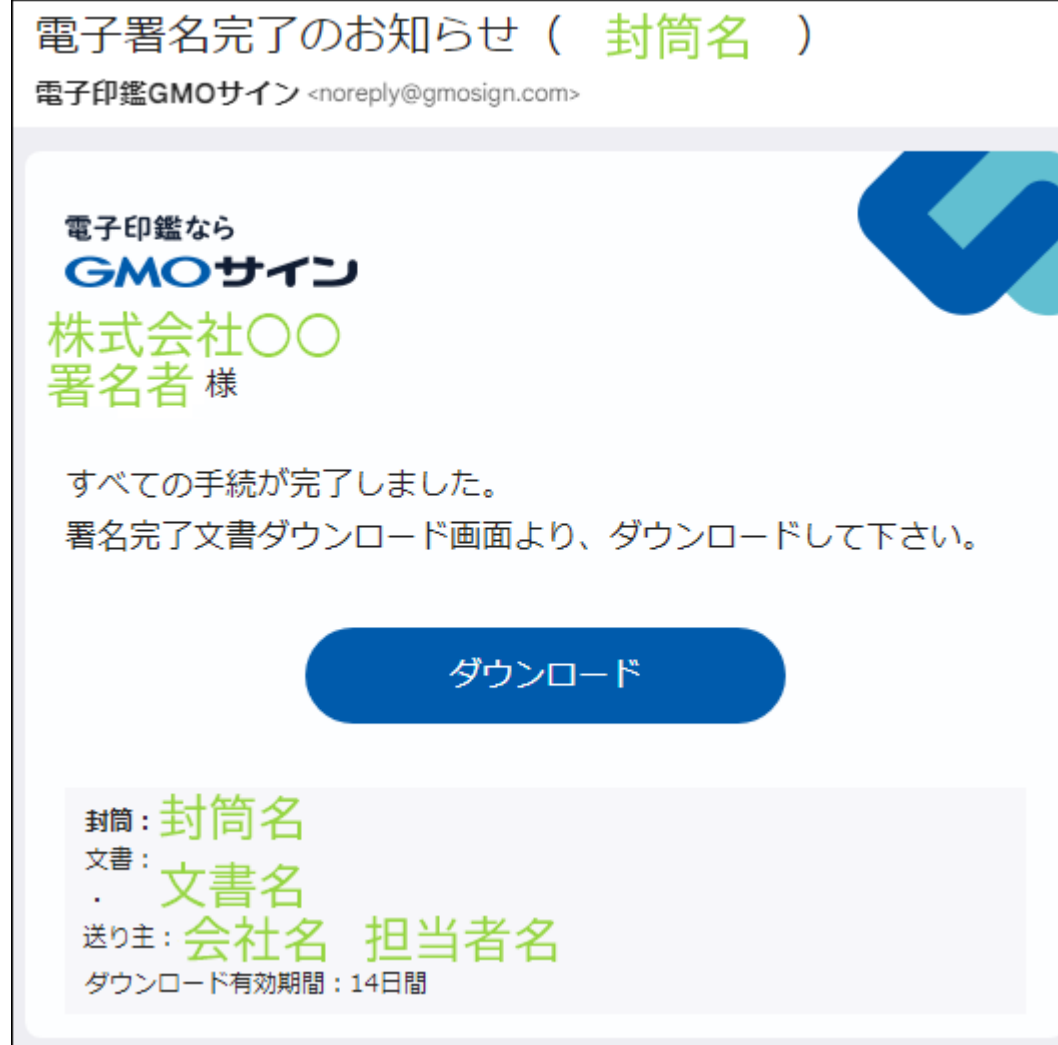 電子署名完了のお知らせ ( 封筒名 )
電子印鑑GMOサイン <noreply@gmosign.com>
電子印鑑なら
GMOサイン
株式会社〇〇
署名者 様
すべての手続が完了しました。
署名完了文書ダウンロード画面より、ダウンロードして下さい。
ダウンロード
封筒:封筒名
文書:
・ 文書名
送り主:会社名 担当者名
ダウンロード有効期間:14日間